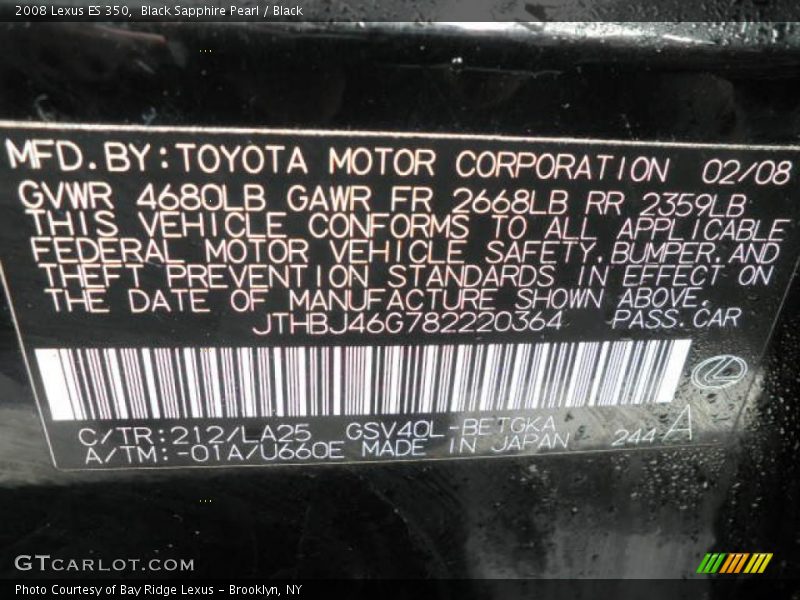 2008 Lexus ES 350, Black Sapphire Pearl / Black
MFD.BY:TOYOTA MOTOR CORPORATION 02/08
GVWR 4680LB GAWR FR 2668LB RR 2359LB
THIS VEHICLE CONFORMS TO ALL APPLICABLE
FEDERAL MOTOR VEHICLE SAFETY,BUMPER,AND
THEFT PREVENTION STANDARDS IN EFFECT ON
THE DATE OF MANUFACTURE SHOWN ABOVE.
JTHBJ46G782220364 PASS.CAR
C/TR:212/LA25 GSV40L-BETGKA
A/TM:-01A/U660E MADE IN JAPAN 244 A
GTCARLOT.COM
Photo Courtesy of Bay Ridge Lexus - Brooklyn, NY